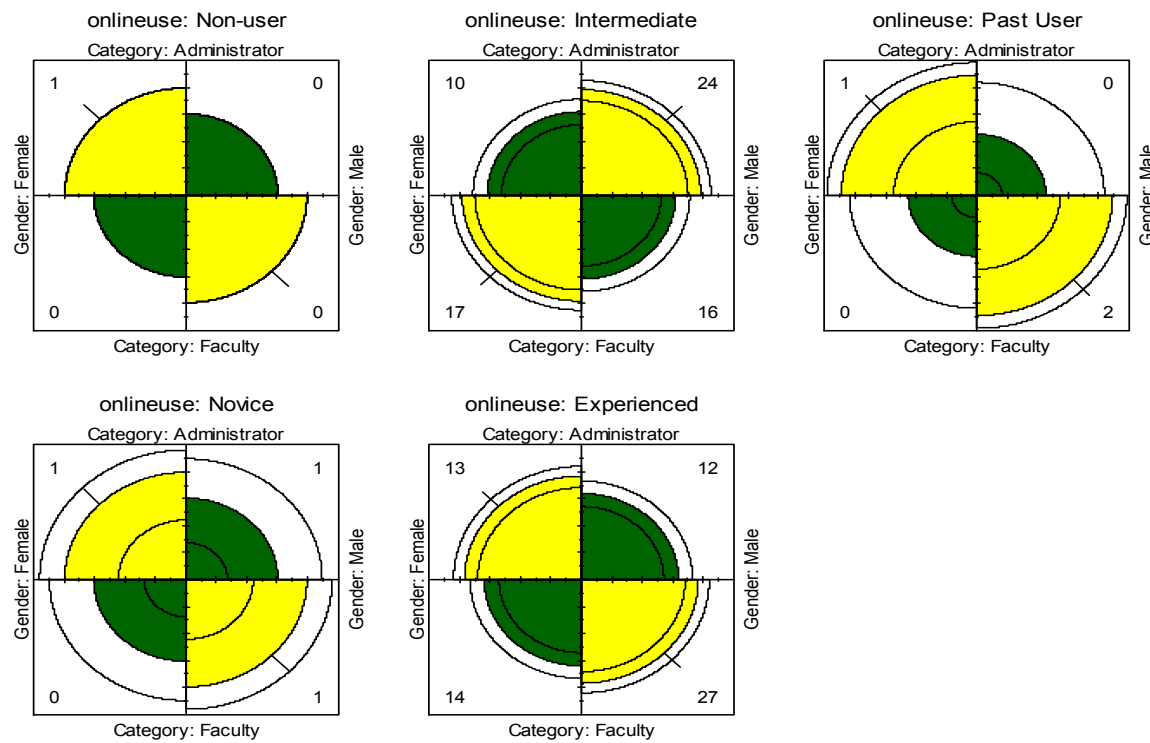 onlineuse: Non-user
Category: Administrator
1
0
Gender: Female
Gender: Male
0
0
Category: Faculty
onlineuse: Intermediate
Category: Administrator
10
24
Gender: Female
Gender: Male
17
16
Category: Faculty
onlineuse: Past User
Category: Administrator
1
0
Gender: Female
Gender: Male
0
2
Category: Faculty
onlineuse: Novice
Category: Administrator
1
1
Gender: Female
Gender: Male
0
1
Category: Faculty
onlineuse: Experienced
Category: Administrator
13
12
Gender: Female
Gender: Male
14
27
Category: Faculty